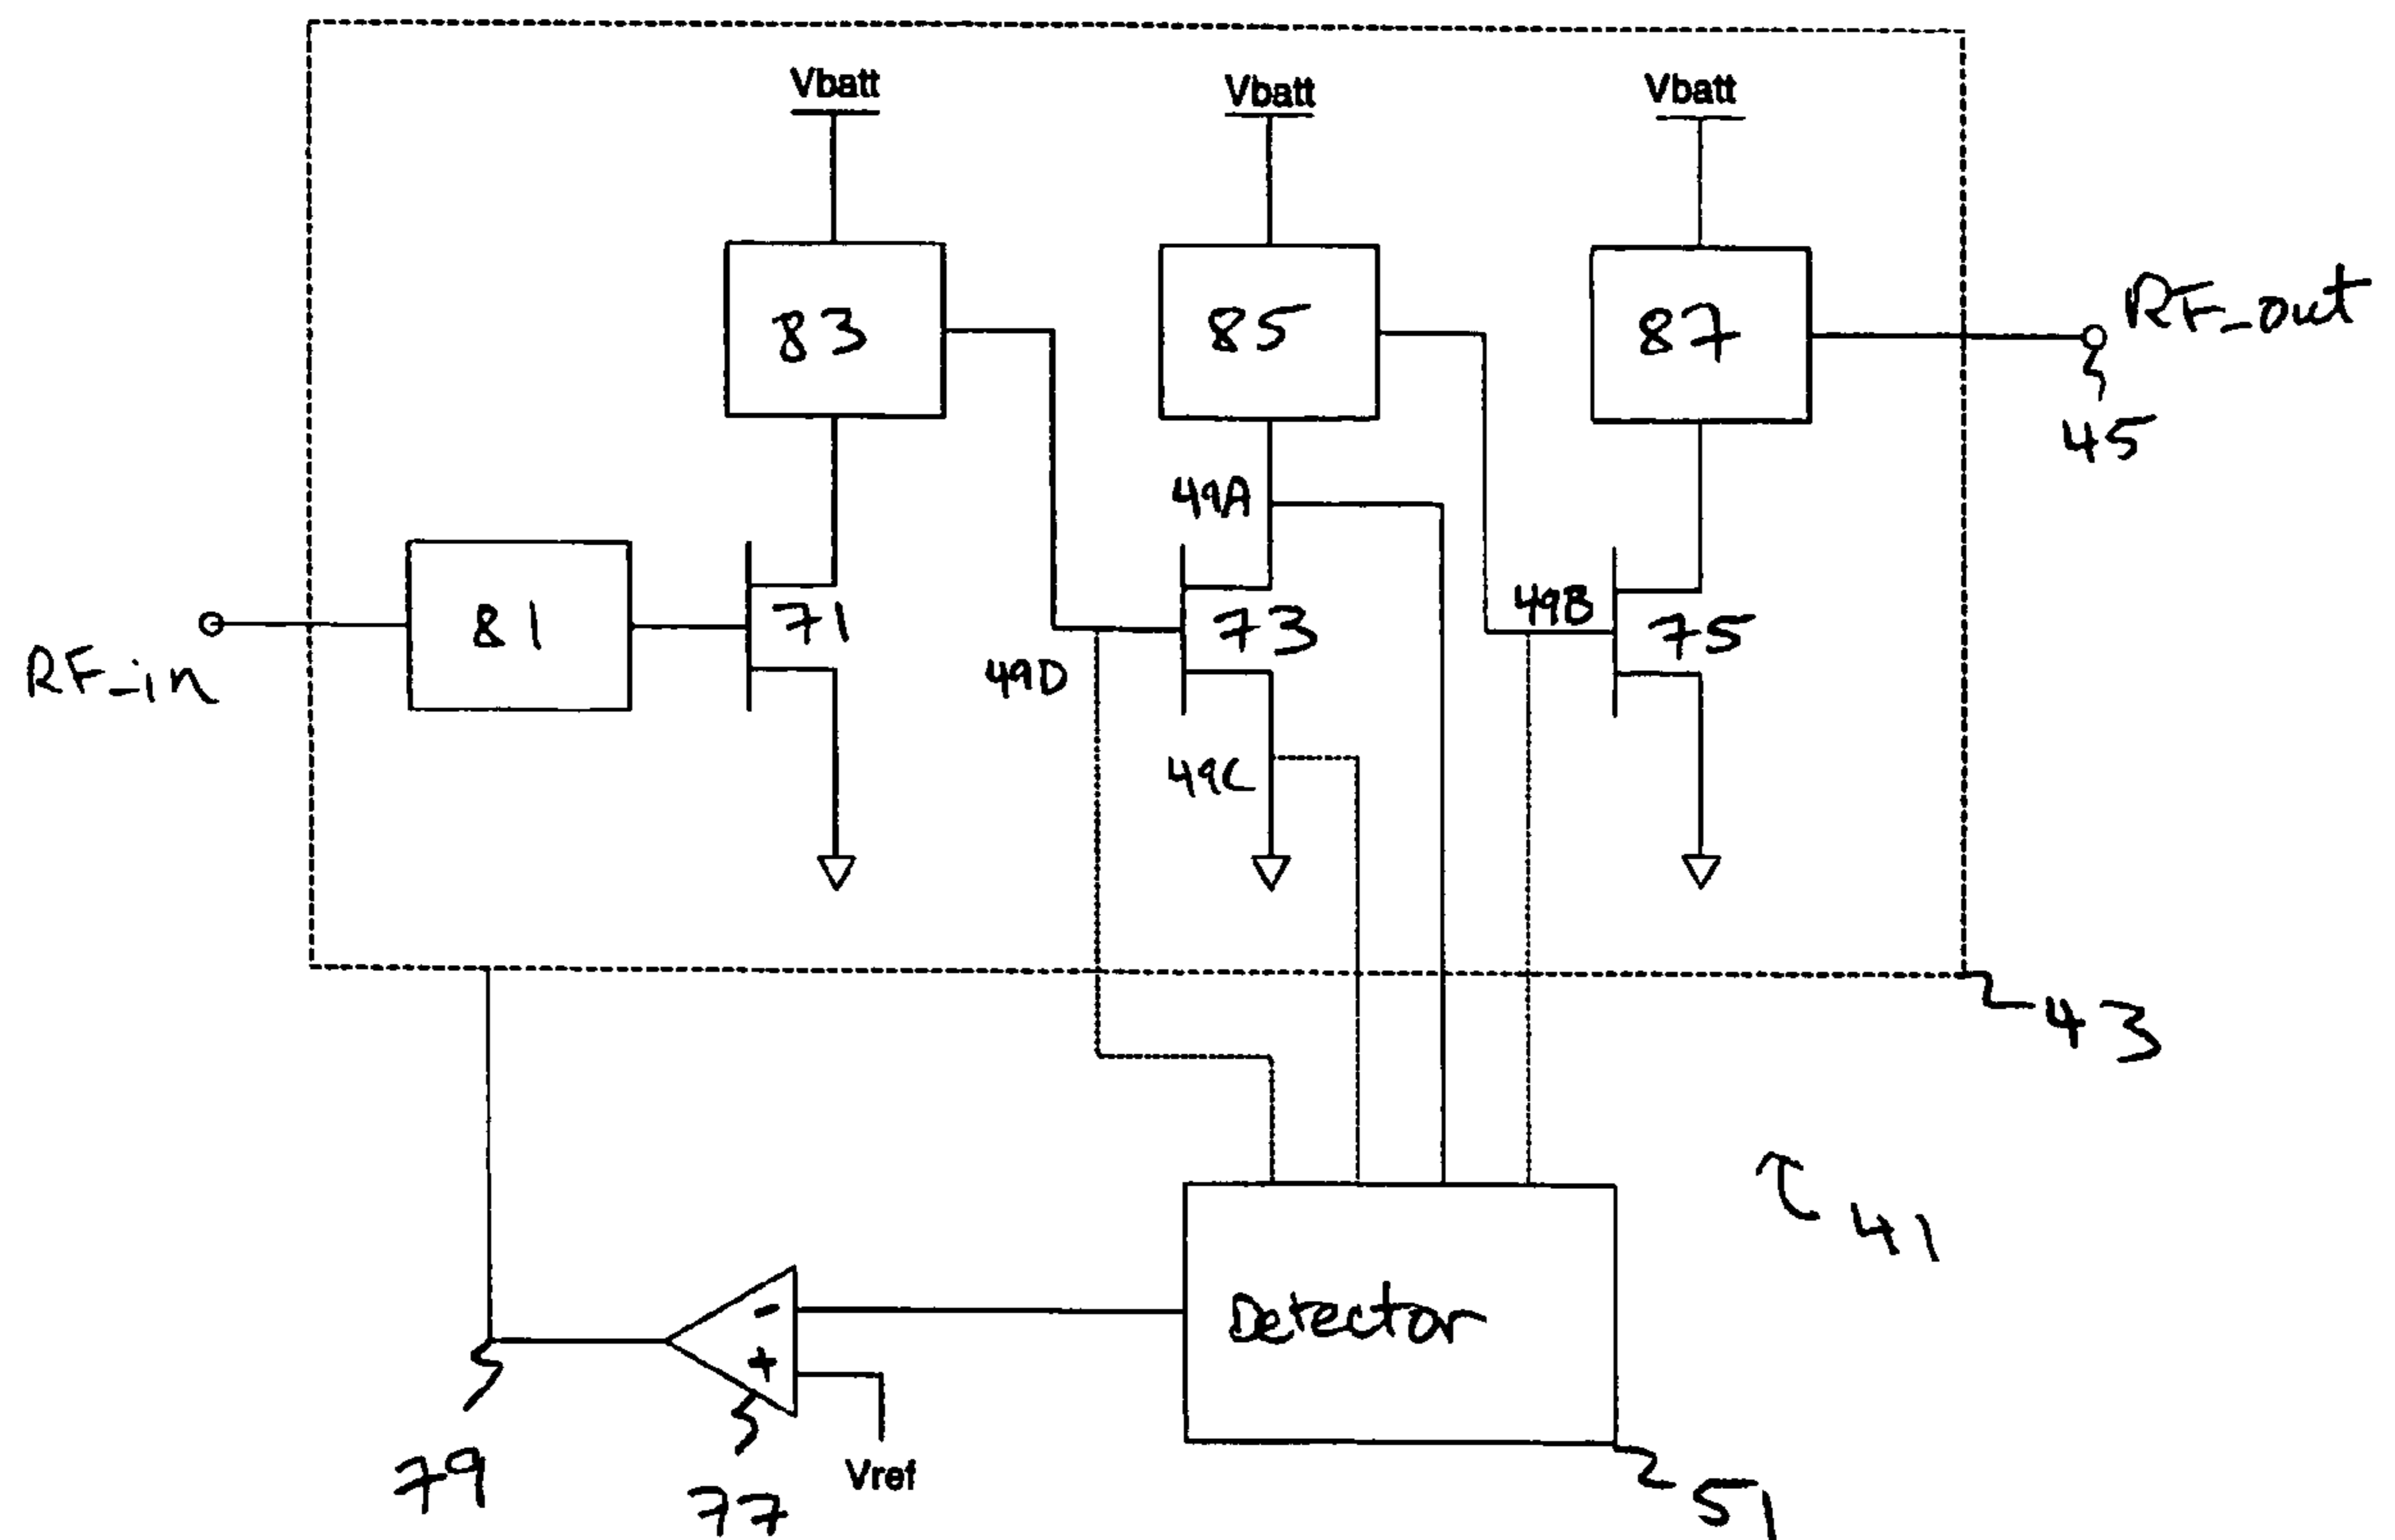 Vbatt
Vbatt
Vbatt
83
85
87
RF_out
45
49A
81
71
73
49B
75
RF_in
49D
49C
43
41
Detector
-
+
79
77
Vref
51